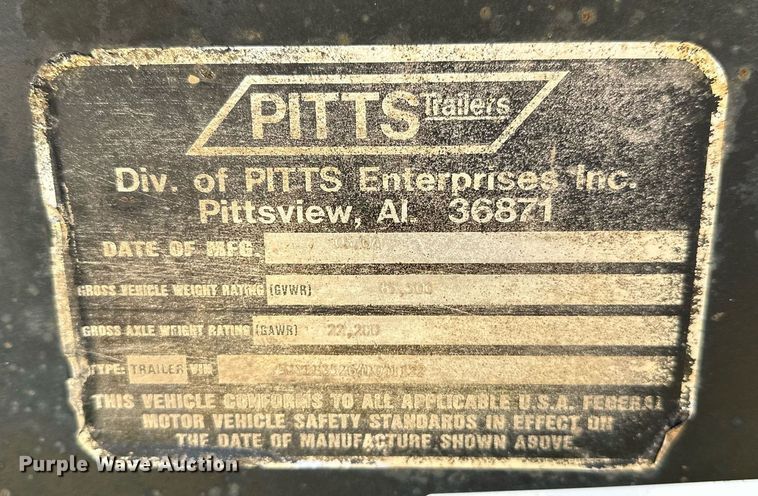 PITTS Trailers
Div. of PITTS Enterprises Inc.
Pittsview, Al. 36871
DATE OF MFG.
GROSS VEHICLE WEIGHT RATING (GVWR)
GROSS AXLE WEIGHT RATING (GAWR) 22,200
TYPE: TRAILER VIN
THIS VEHICLE CONFORMS TO ALL APPLICABLE U.S.A. FEDERAL
MOTOR VEHICLE SAFETY STANDARDS IN EFFECT ON
THE DATE OF MANUFACTURE SHOWN ABOVE.
Purple Wave Auction